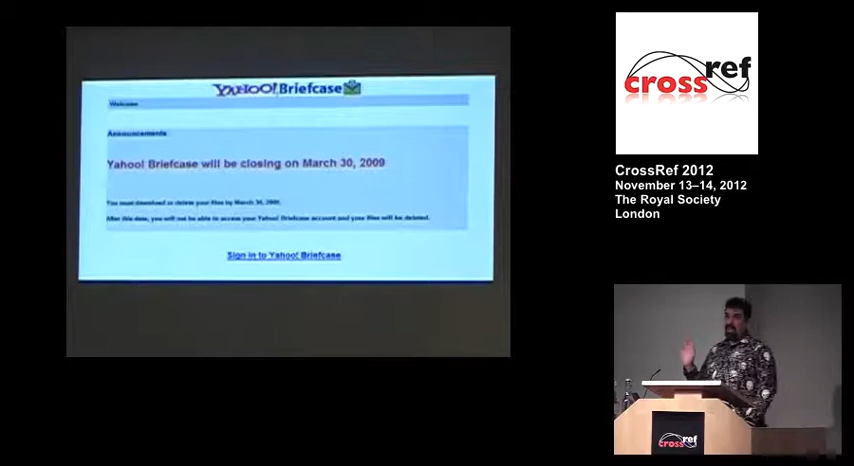 YAHOO! Briefcase
Welcome
Announcements
Yahoo! Briefcase will be closing on March 30, 2009
You must download or delete your files by March 30, 2009.
After this date, you will not be able to access your Yahoo! Briefcase account and your files will be deleted.
Sign in to Yahoo! Briefcase
crossref
CrossRef 2012
November 13–14, 2012
The Royal Society
London
crossref